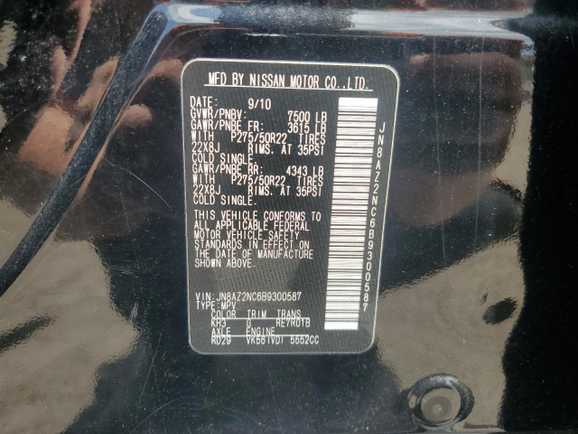 MFD BY NISSAN MOTOR CO.,LTD.
DATE: 9/10
GVWR/PNBV: 7500 LB
GAWR/PNBE FR: 3615 LB
WITH P275/50R22 TIRES
22X8J RIMS. AT 35PSI
COLD SINGLE.
GAWR/PNBE RR: 4343 LB
WITH P275/50R22 TIRES
22X8J RIMS. AT 35PSI
COLD SINGLE.
THIS VEHICLE CONFORMS TO
ALL APPLICABLE FEDERAL
MOTOR VEHICLE SAFETY
STANDARDS IN EFFECT ON
THE DATE OF MANUFACTURE
SHOWN ABOVE.
VIN: JN8AZ2NC6B9300587
TYPE: MPV
COLOR TRIM TRANS
KH3 0 RE7R01B
AXLE ENGINE
RD29 VK56(VD) 5552CC
JN8AZ2NC6B9300587